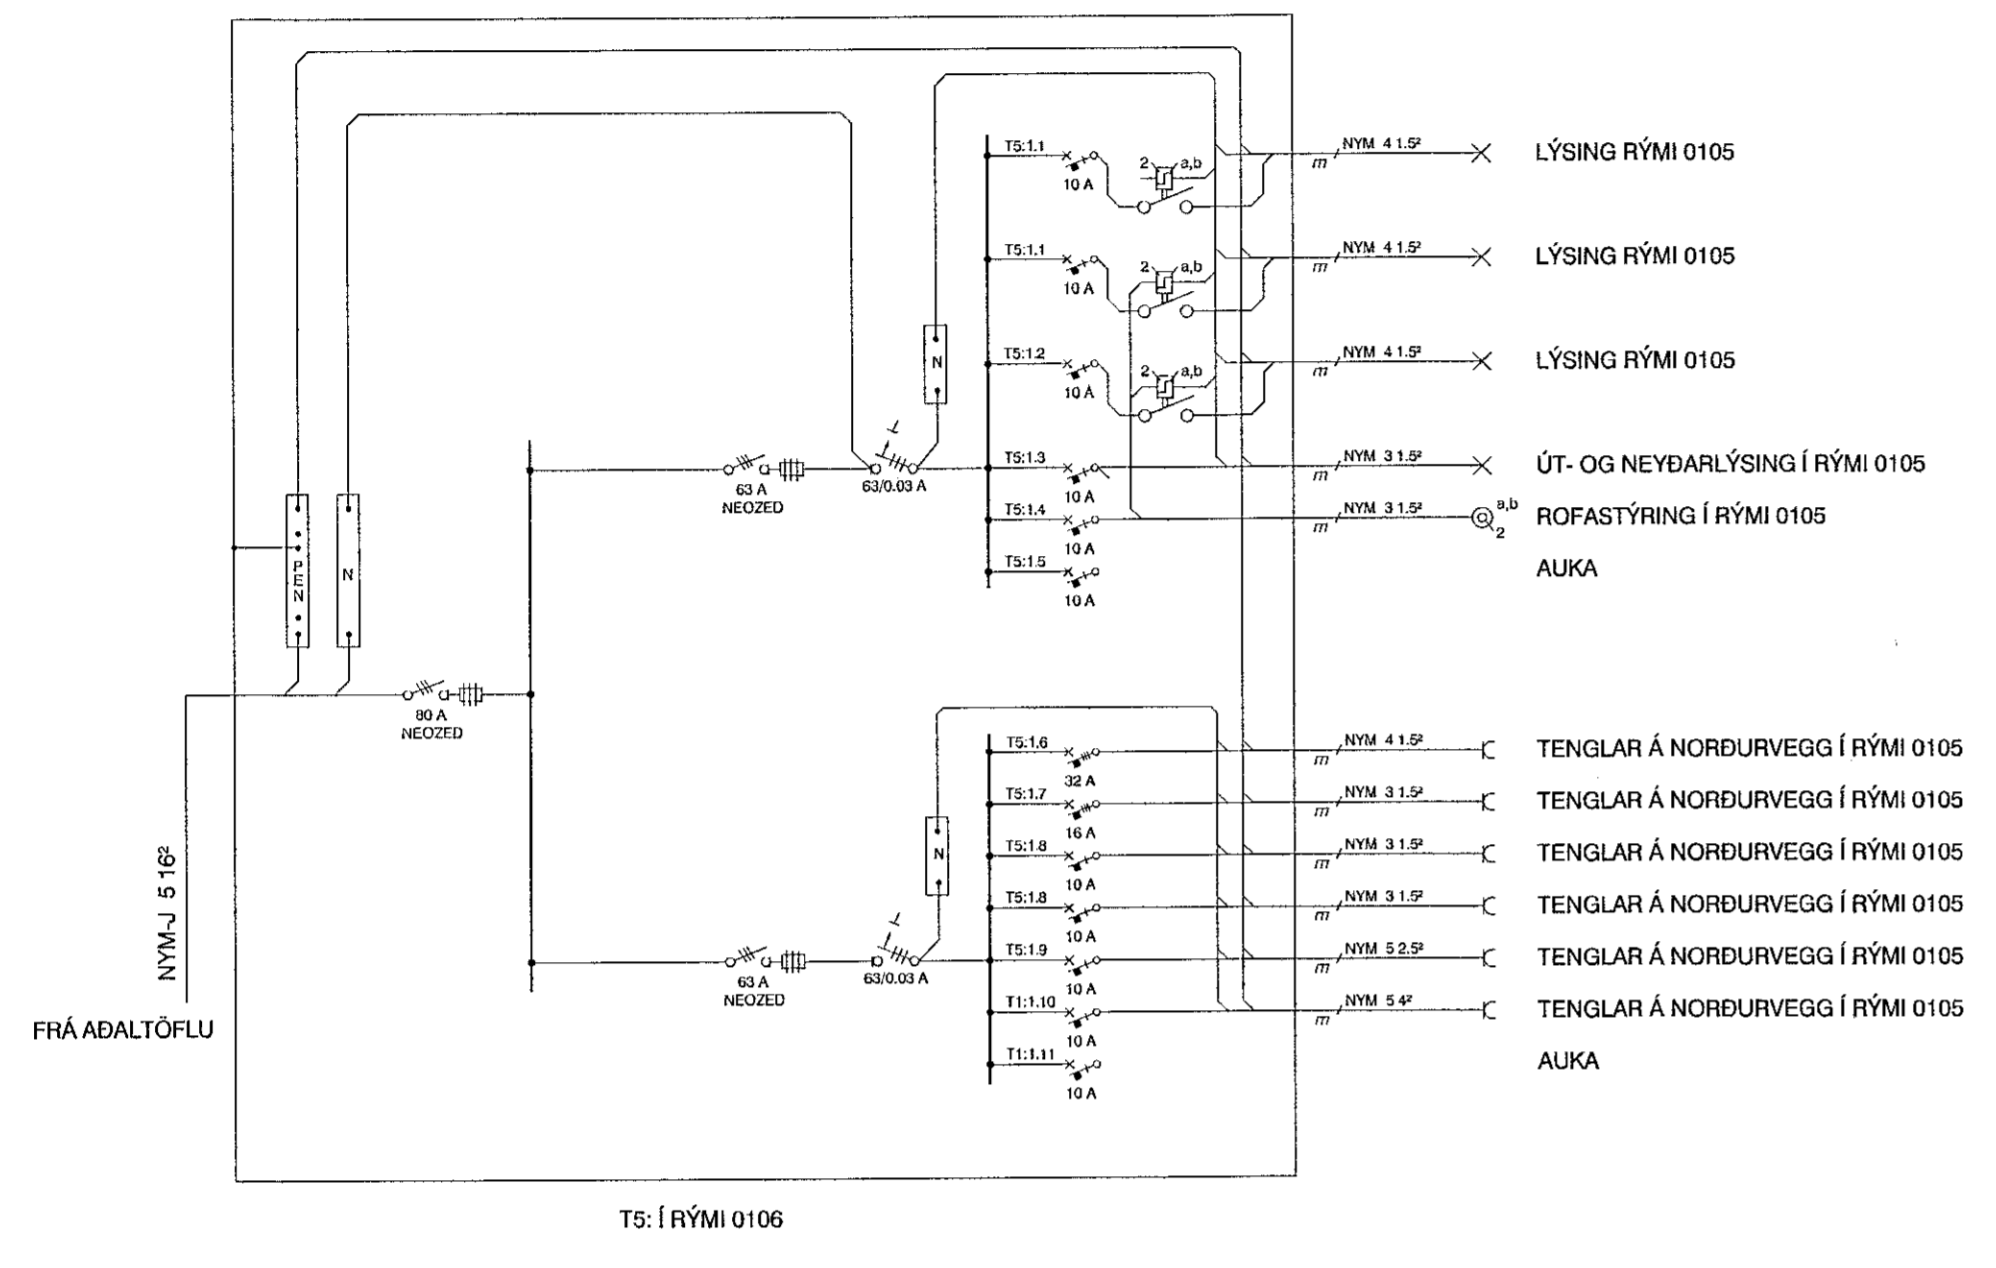 T5:1.1
10 A
2
a,b
NYM 4 1.5²
m
LÝSING RÝMI 0105
T5:1.1
10 A
2
a,b
NYM 4 1.5²
m
LÝSING RÝMI 0105
T5:1.2
10 A
2
a,b
NYM 4 1.5²
m
LÝSING RÝMI 0105
N
63 A
NEOZED
63/0.03 A
T5:1.3
10 A
NYM 3 1.5²
m
ÚT- OG NEYÐARLÝSING Í RÝMI 0105
T5:1.4
10 A
NYM 3 1.5²
m
a,b
2
ROFASTÝRING Í RÝMI 0105
T5:1.5
10 A
AUKA
PEN
N
80 A
NEOZED
NYM-J 5 16²
FRÁ AÐALTÖFLU
T5:1.6
32 A
NYM 4 1.5²
m
TENGLAR Á NORÐURVEGG Í RÝMI 0105
T5:1.7
16 A
NYM 3 1.5²
m
TENGLAR Á NORÐURVEGG Í RÝMI 0105
N
T5:1.8
10 A
NYM 3 1.5²
m
TENGLAR Á NORÐURVEGG Í RÝMI 0105
T5:1.8
10 A
NYM 3 1.5²
m
TENGLAR Á NORÐURVEGG Í RÝMI 0105
63 A
NEOZED
63/0.03 A
T5:1.9
10 A
NYM 5 2.5²
m
TENGLAR Á NORÐURVEGG Í RÝMI 0105
T1:1.10
10 A
NYM 5 4²
m
TENGLAR Á NORÐURVEGG Í RÝMI 0105
T1:1.11
10 A
AUKA
T5: Í RÝMI 0106